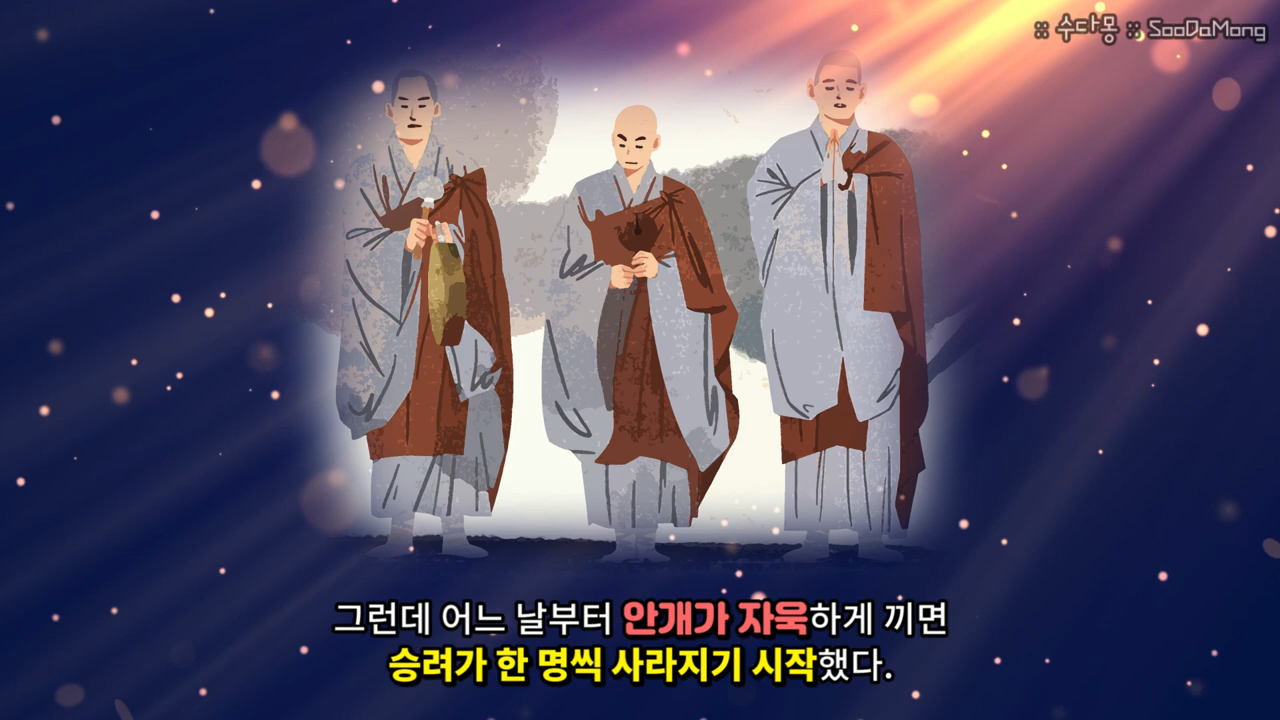 :: 수다몽 :: SooDaMong
그런데 어느 날부터 안개가 자욱하게 끼면
승려가 한 명씩 사라지기 시작했다.